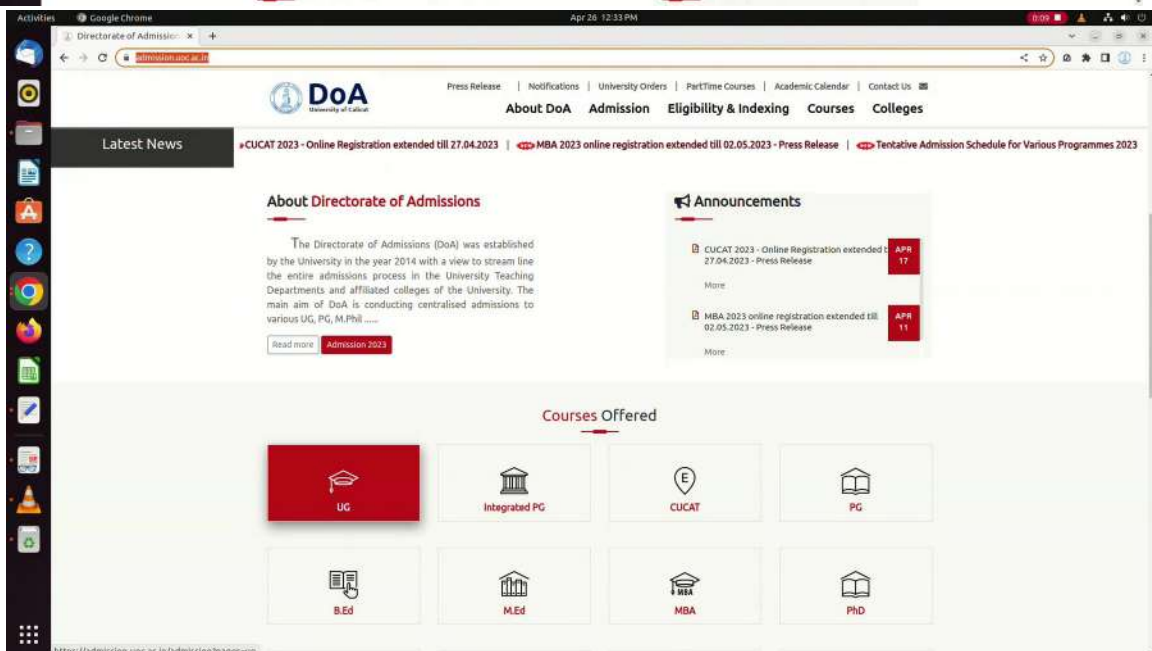 Activities
Google Chrome
Apr 26 12:33 PM
0:09
Directorate of Admission
admission.uoc.ac.in
DoA
University of Calicut
Press Release | Notifications | University Orders | PartTime Courses | Academic Calendar | Contact Us
About DoA Admission Eligibility & Indexing Courses Colleges
Latest News
CUCAT 2023 - Online Registration extended till 27.04.2023 | MBA 2023 online registration extended till 02.05.2023 - Press Release | Tentative Admission Schedule for Various Programmes 2023
About Directorate of Admissions
The Directorate of Admissions (DoA) was established
by the University in the year 2014 with a view to stream line
the entire admissions process in the University Teaching
Departments and affiliated colleges of the University. The
main aim of DoA is conducting centralised admissions to
various UG, PG, M.Phil ......
Read more Admission 2023
Announcements
CUCAT 2023 - Online Registration extended t
27.04.2023 - Press Release
APR
17
More
MBA 2023 online registration extended till
02.05.2023 - Press Release
APR
11
More
Courses Offered
UG
Integrated PG
E
CUCAT
PG
B.Ed
M.Ed
MBA
MBA
PhD